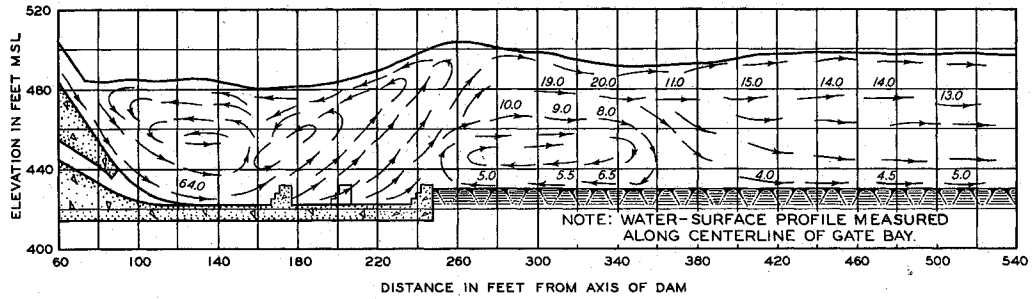 520
480
440
400
ELEVATION IN FEET MSL
19.0 20.0 11.0 15.0 14.0 14.0
10.0 9.0 8.0 13.0
64.0 5.0 5.5 6.5 4.0 4.5 5.0
NOTE: WATER-SURFACE PROFILE MEASURED
ALONG CENTERLINE OF GATE BAY.
60 100 140 180 220 260 300 340 380 420 460 500 540
DISTANCE IN FEET FROM AXIS OF DAM